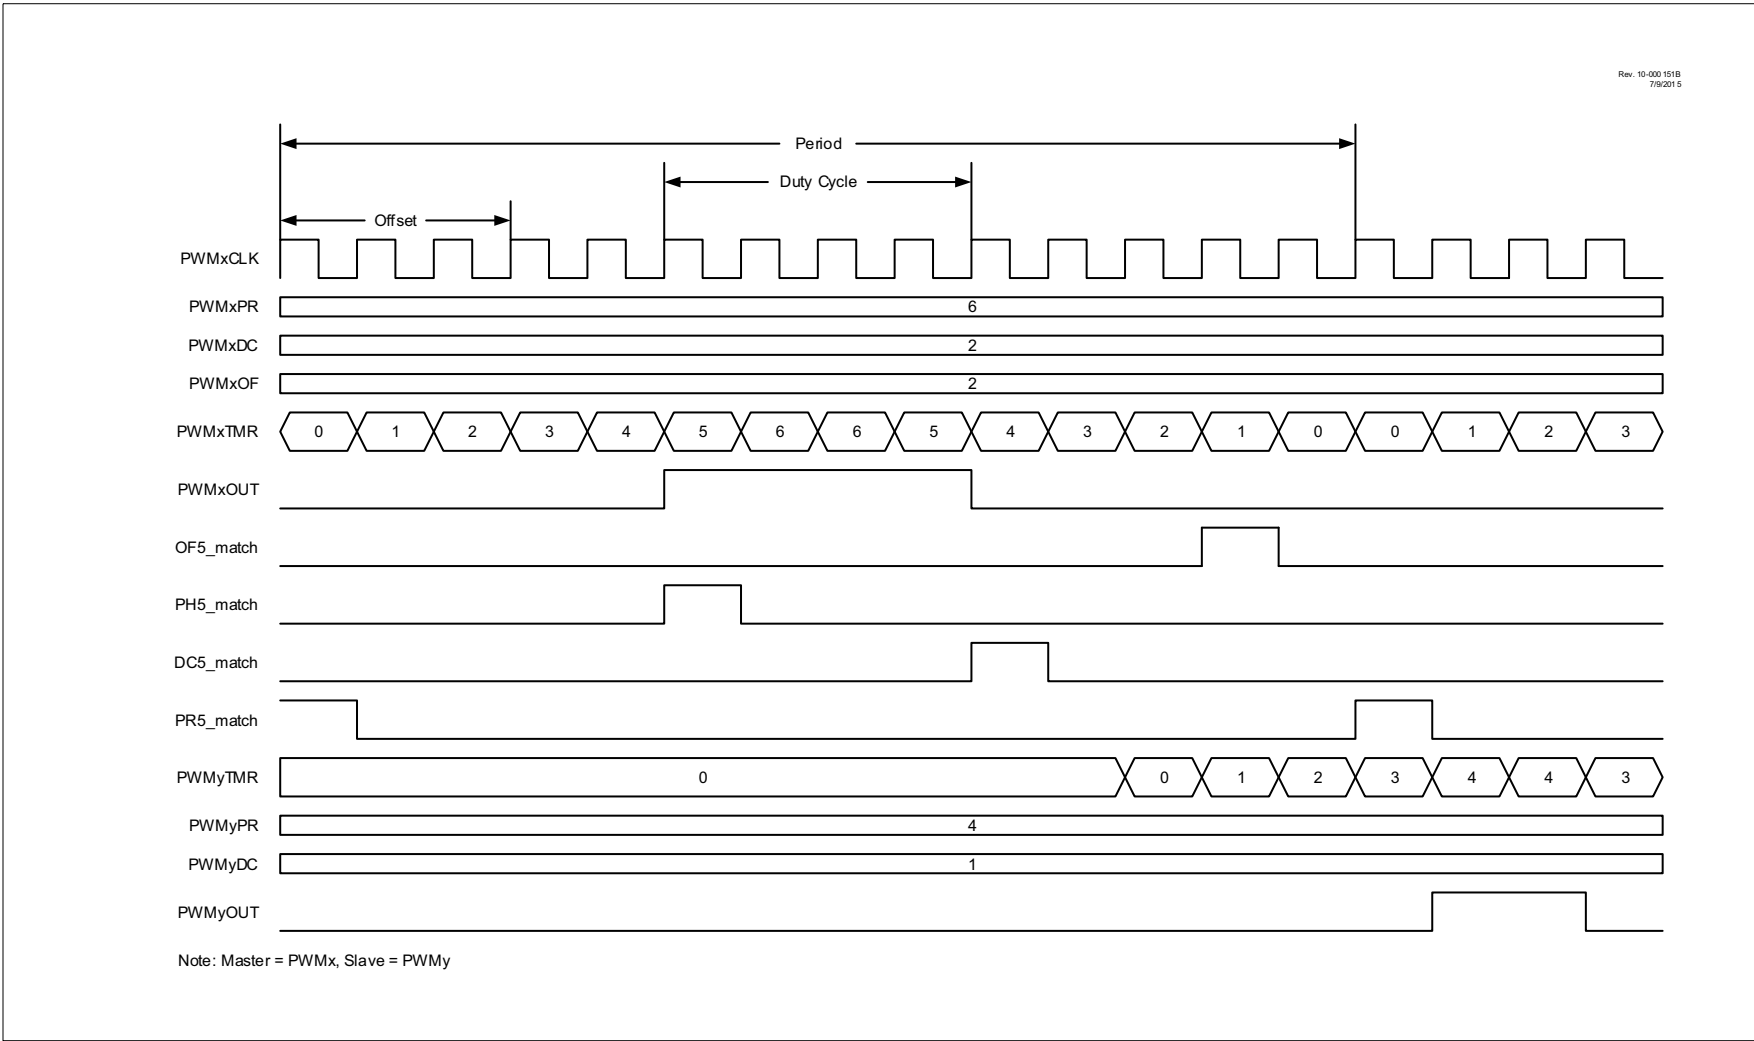 Rev. 10-000 151B
7/9/201 5
Period
Duty Cycle
Offset
PWMxCLK
PWMxPR 6
PWMxDC 2
PWMxOF 2
PWMxTMR 0 1 2 3 4 5 6 6 5 4 3 2 1 0 0 1 2 3
PWMxOUT
OF5_match
PH5_match
DC5_match
PR5_match
PWMyTMR 0 0 1 2 3 4 4 3
PWMyPR 4
PWMyDC 1
PWMyOUT
Note: Master = PWMx, Slave = PWMy